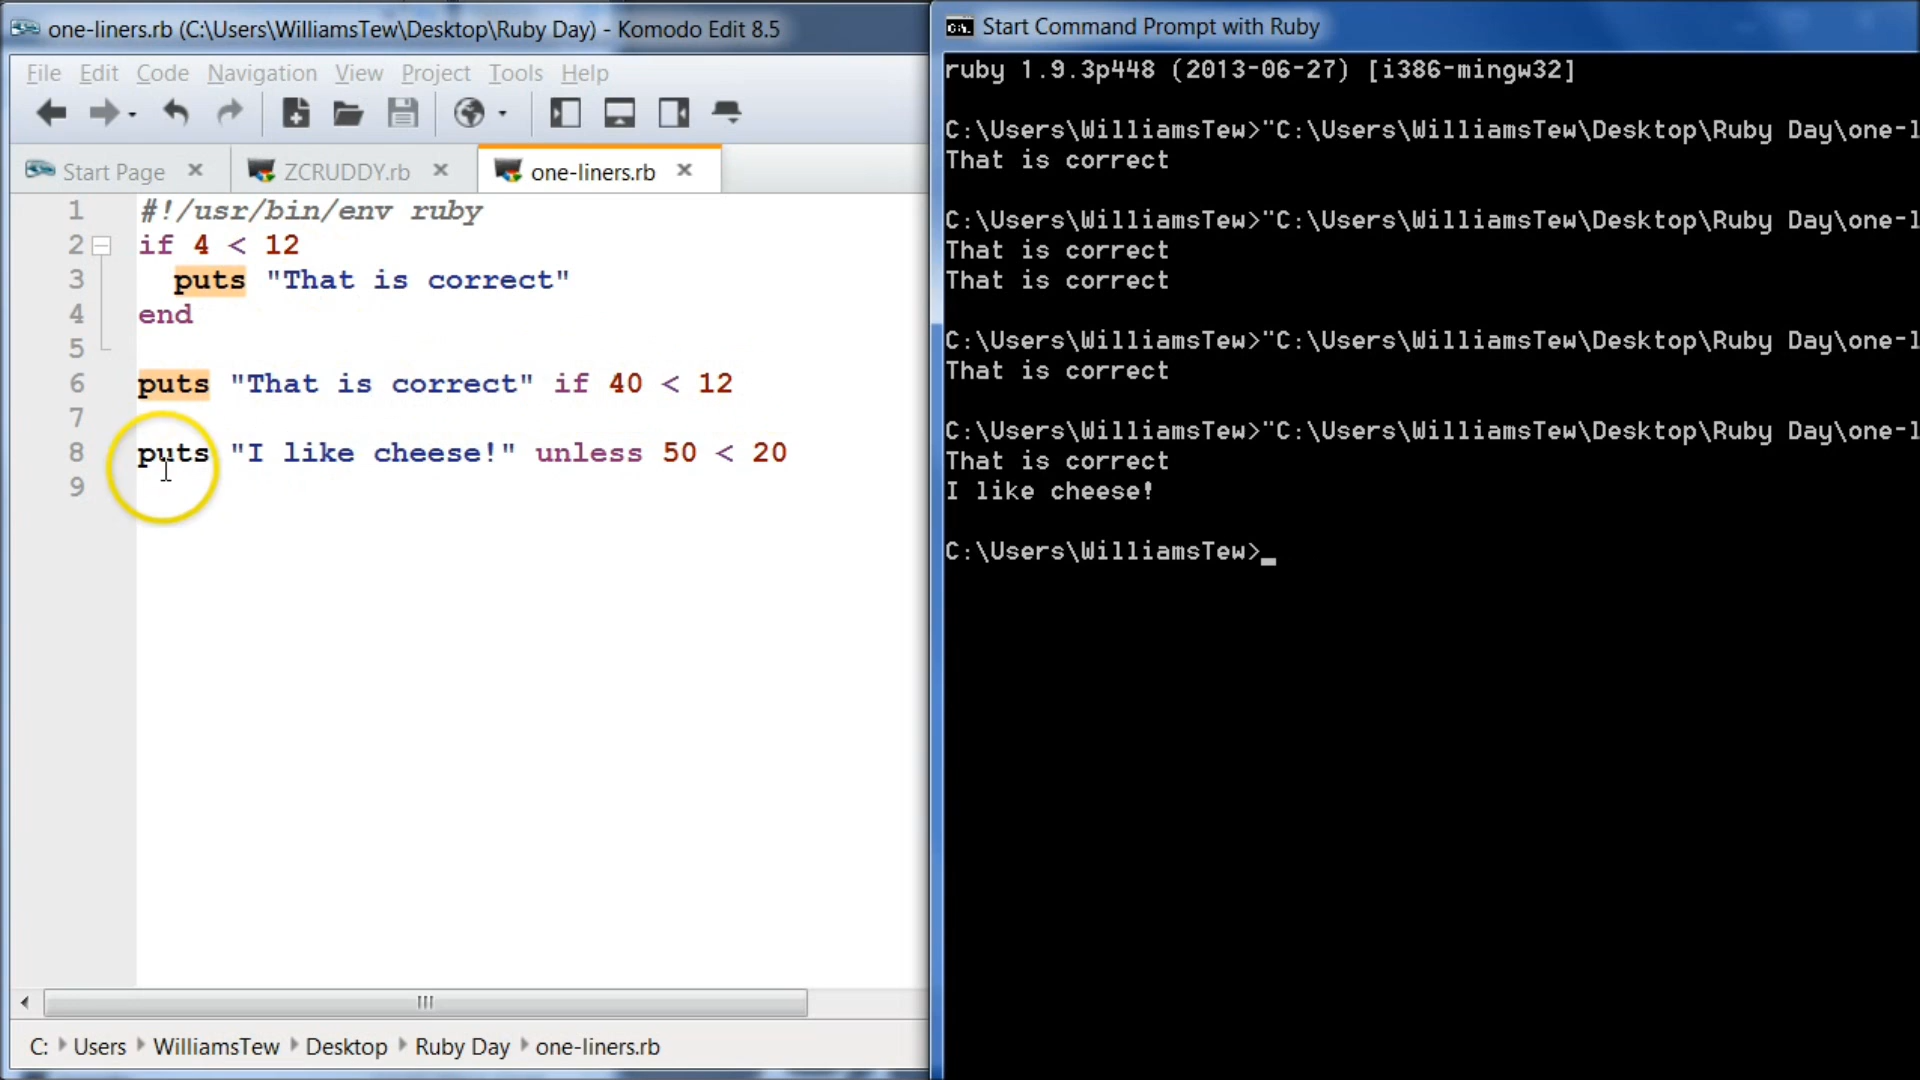 one-liners.rb (C:\Users\WilliamsTew\Desktop\Ruby Day) - Komodo Edit 8.5
File Edit Code Navigation View Project Tools Help
Start Page ZCRUDDY.rb one-liners.rb
1 #!/usr/bin/env ruby
2 if 4 < 12
3 puts "That is correct"
4 end
5
6 puts "That is correct" if 40 < 12
7
8 puts "I like cheese!" unless 50 < 20
9
C: Users WilliamsTew Desktop Ruby Day one-liners.rb
Start Command Prompt with Ruby
ruby 1.9.3p448 (2013-06-27) [i386-mingw32]
C:\Users\WilliamsTew>"C:\Users\WilliamsTew\Desktop\Ruby Day\one-l
That is correct
C:\Users\WilliamsTew>"C:\Users\WilliamsTew\Desktop\Ruby Day\one-l
That is correct
That is correct
C:\Users\WilliamsTew>"C:\Users\WilliamsTew\Desktop\Ruby Day\one-l
That is correct
C:\Users\WilliamsTew>"C:\Users\WilliamsTew\Desktop\Ruby Day\one-l
That is correct
I like cheese!
C:\Users\WilliamsTew>_